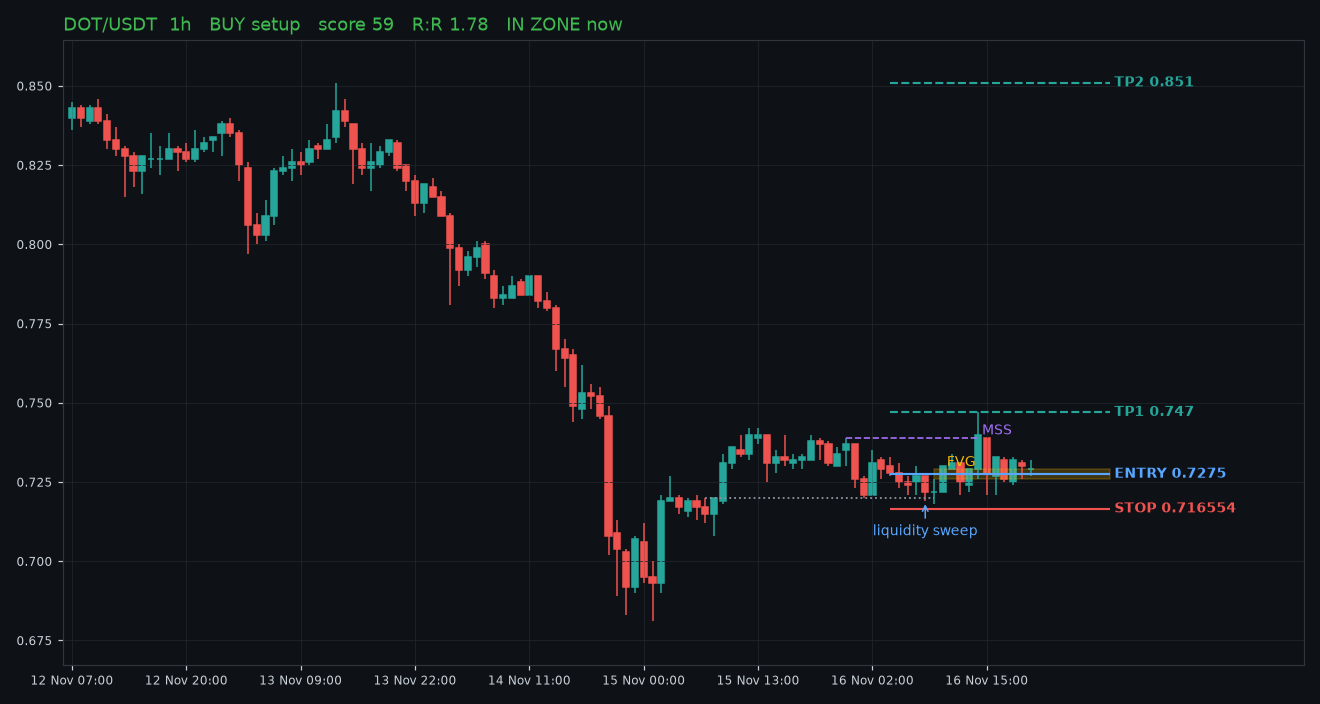 DOT/USDT 1h BUY setup score 59 R:R 1.78 IN ZONE now
0.850
0.825
0.800
0.775
0.750
0.725
0.700
0.675
TP2 0.851
TP1 0.747
MSS
FVG
ENTRY 0.7275
STOP 0.716554
liquidity sweep
12 Nov 07:00
12 Nov 20:00
13 Nov 09:00
13 Nov 22:00
14 Nov 11:00
15 Nov 00:00
15 Nov 13:00
16 Nov 02:00
16 Nov 15:00